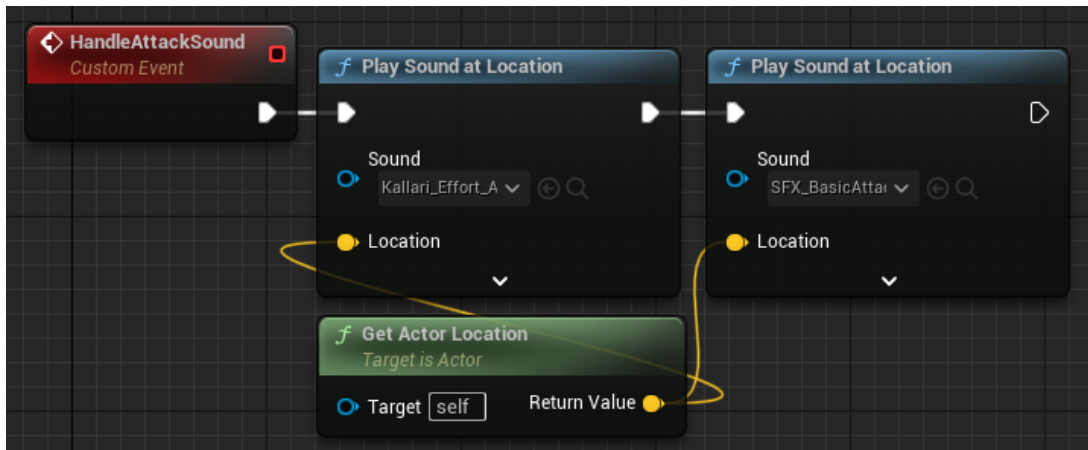 HandleAttackSound
Custom Event
f Play Sound at Location
Sound
Kallari_Effort_A
Location
f Play Sound at Location
Sound
SFX_BasicAttac
Location
f Get Actor Location
Target is Actor
Target self
Return Value